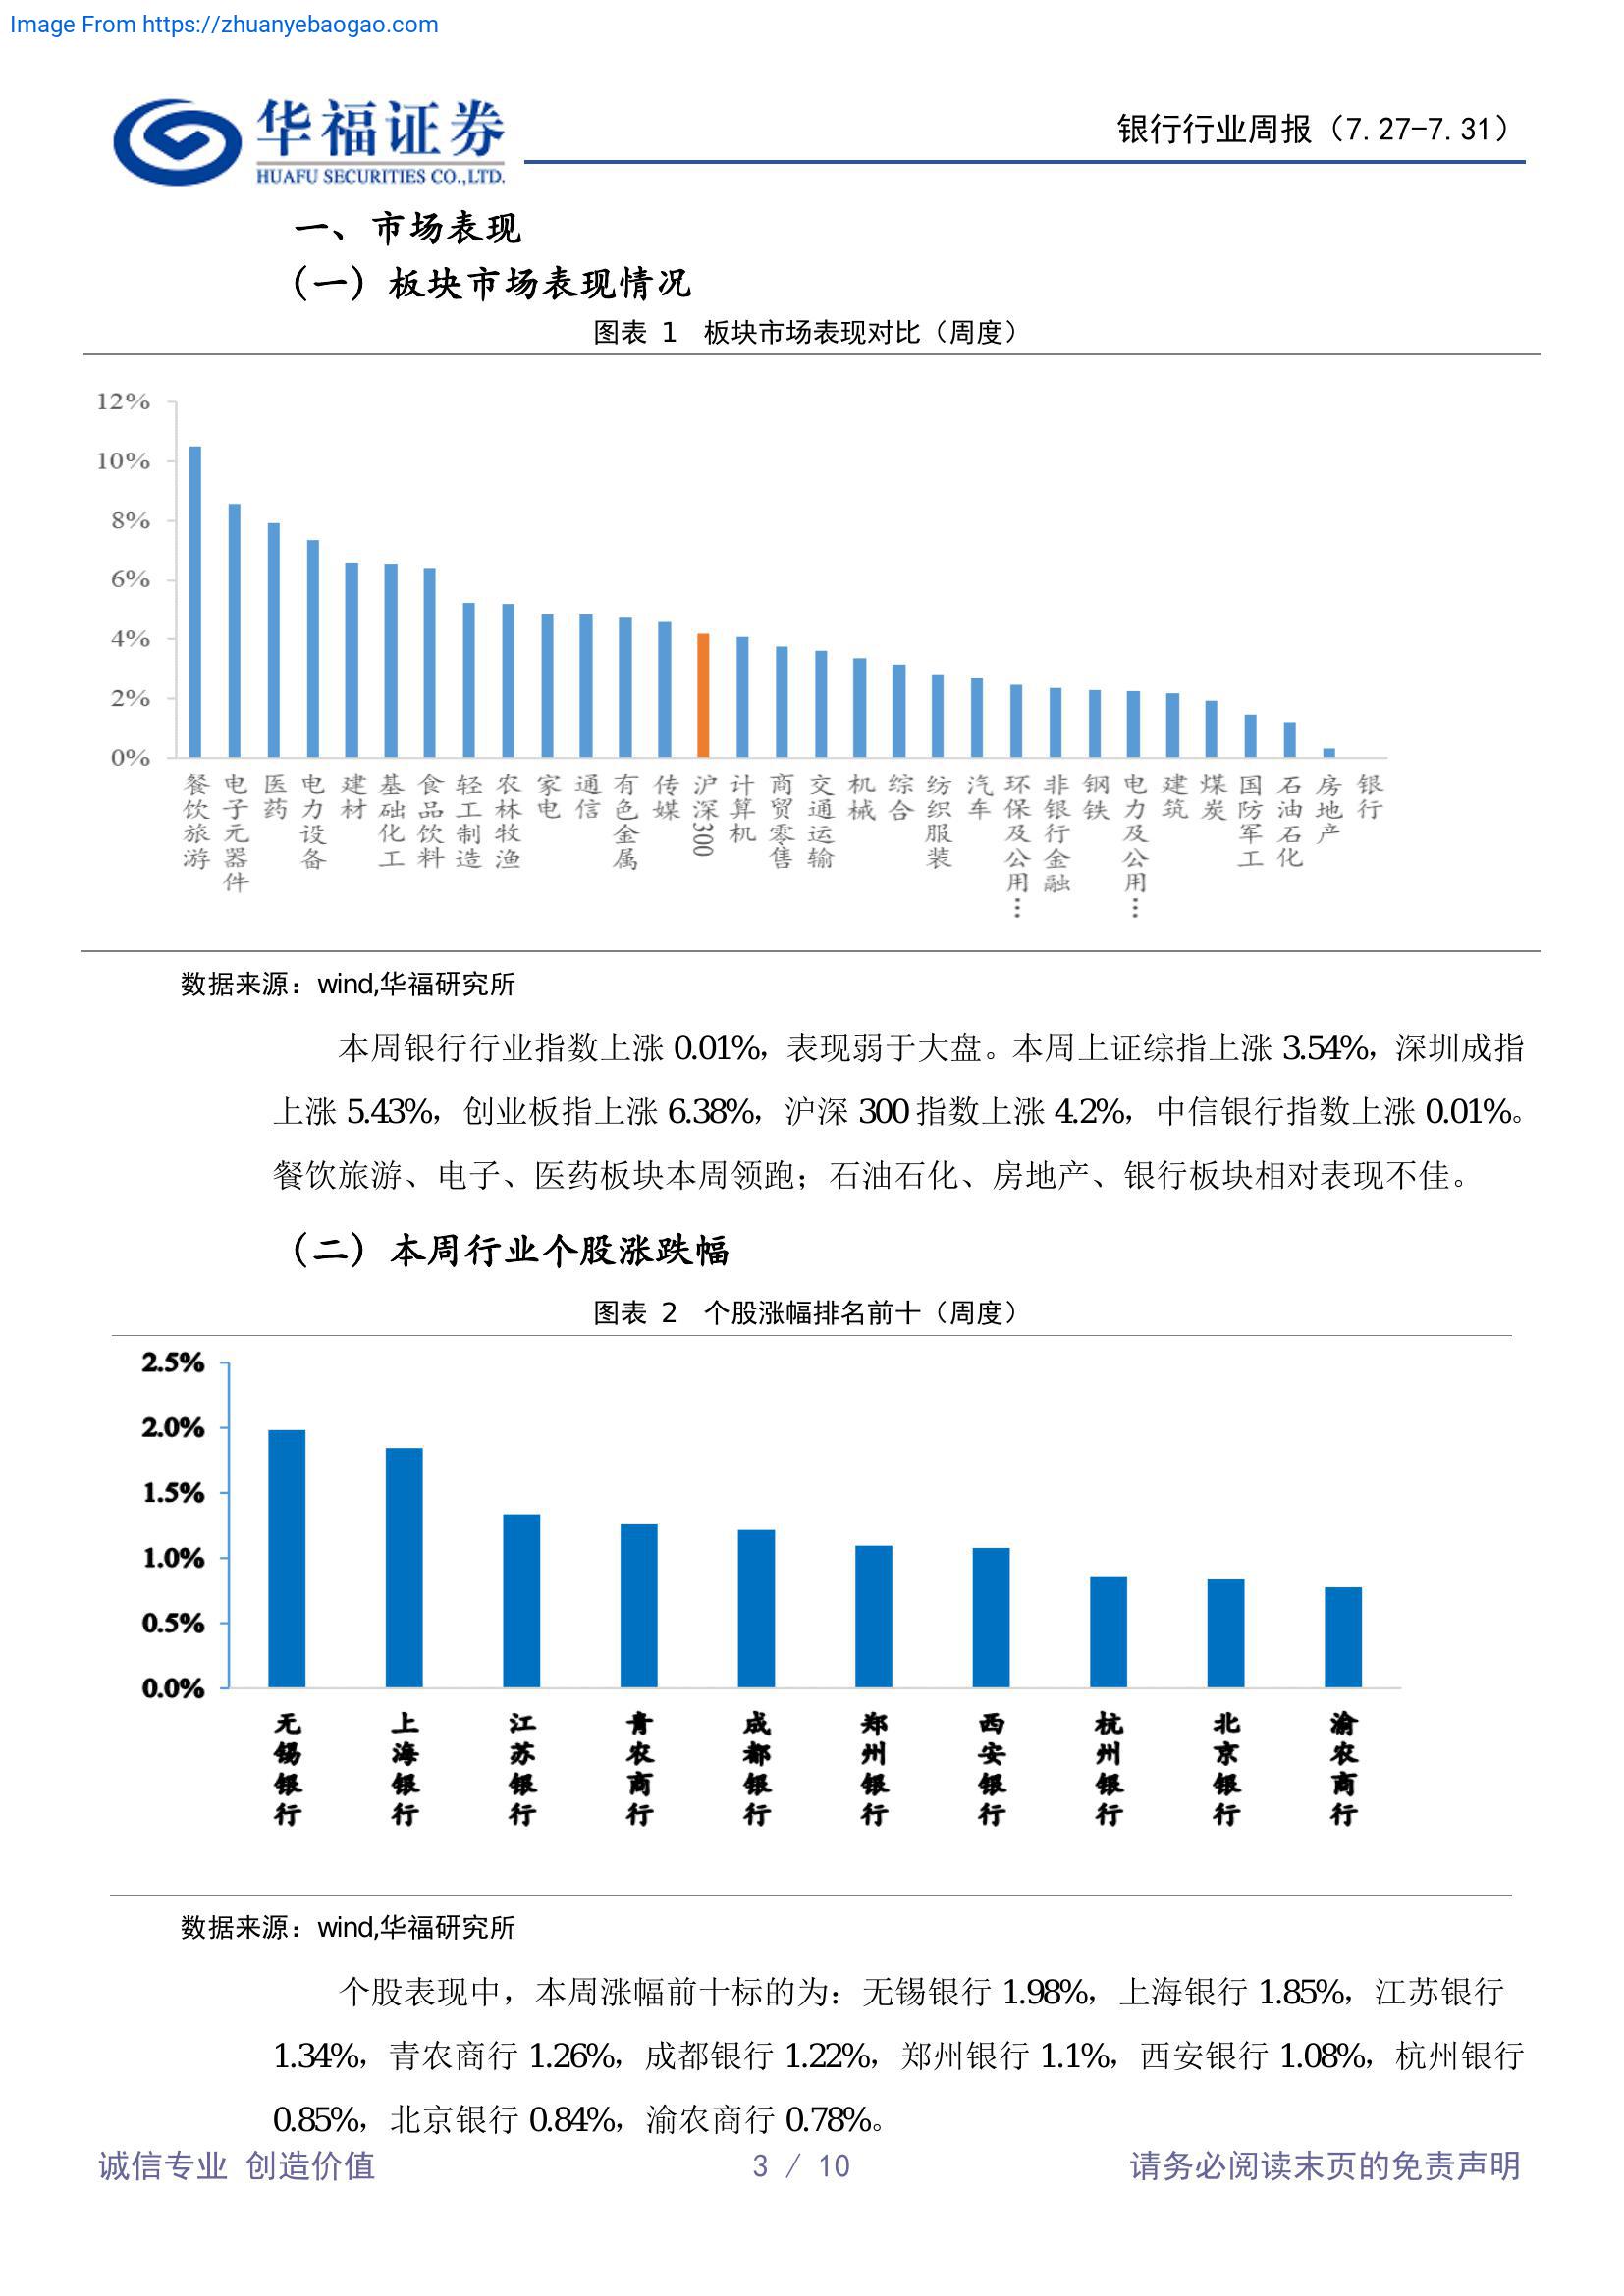 Image From https://zhuanyebaogao.com
华福证券
HUAFU SECURITIES CO.,LTD.
银行行业周报（7.27-7.31）
一、市场表现
（一）板块市场表现情况
图表 1 板块市场表现对比（周度）
12%
10%
8%
6%
4%
2%
0%
餐饮旅游
电子元器件
医药
电力设备
建材
基础化工
食品饮料
轻工制造
农林牧渔
家电
通信
有色金属
传媒
沪深300
计算机
商贸零售
交通运输
机械
综合
纺织服装
汽车
环保及公用…
非银行金融
钢铁
电力及公用…
建筑
煤炭
国防军工
石油石化
房地产
银行
数据来源：wind,华福研究所
本周银行行业指数上涨 0.01%，表现弱于大盘。本周上证综指上涨 3.54%，深圳成指
上涨 5.43%，创业板指上涨 6.38%，沪深 300 指数上涨 4.2%，中信银行指数上涨 0.01%。
餐饮旅游、电子、医药板块本周领跑；石油石化、房地产、银行板块相对表现不佳。
（二）本周行业个股涨跌幅
图表 2 个股涨幅排名前十（周度）
2.5%
2.0%
1.5%
1.0%
0.5%
0.0%
无锡银行
上海银行
江苏银行
青农商行
成都银行
郑州银行
西安银行
杭州银行
北京银行
渝农商行
数据来源：wind,华福研究所
个股表现中，本周涨幅前十标的为：无锡银行 1.98%，上海银行 1.85%，江苏银行
1.34%，青农商行 1.26%，成都银行 1.22%，郑州银行 1.1%，西安银行 1.08%，杭州银行
0.85%，北京银行 0.84%，渝农商行 0.78%。
诚信专业 创造价值
3 / 10
请务必阅读末页的免责声明